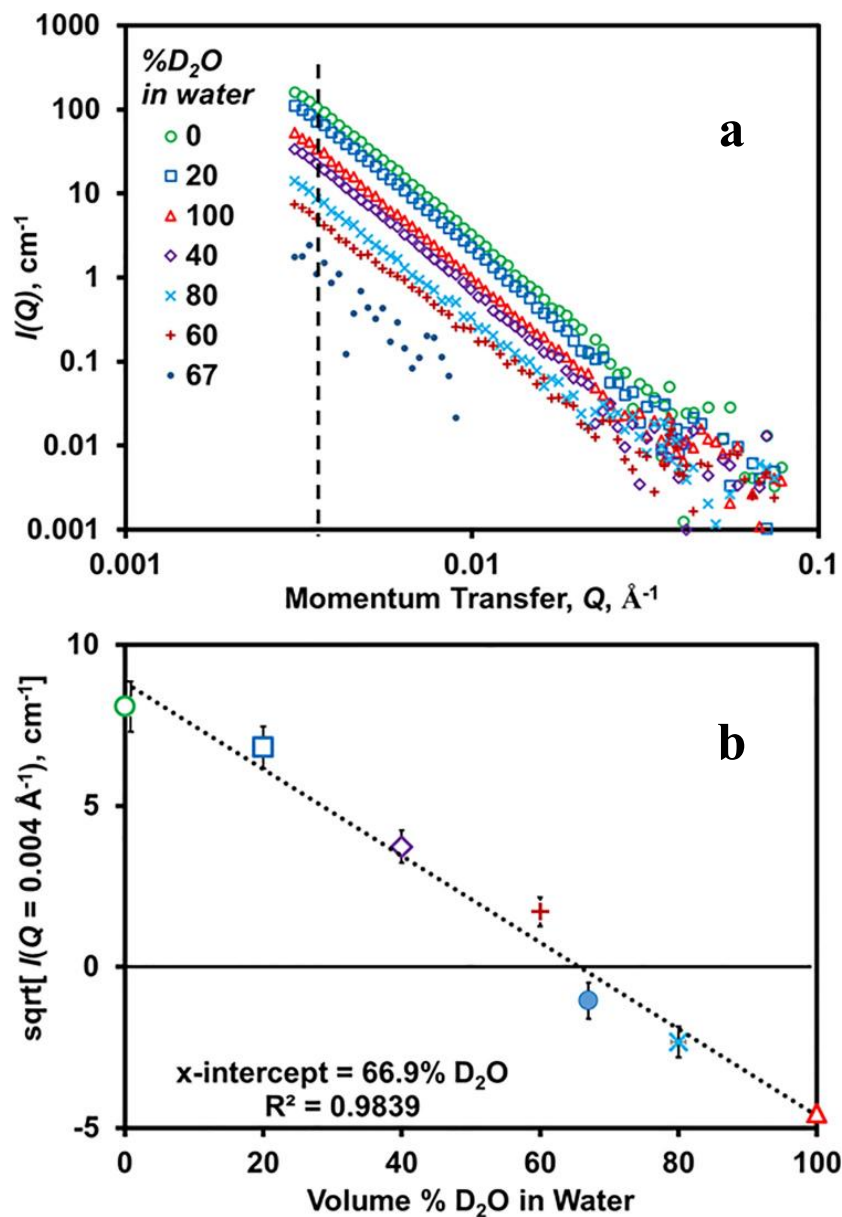 1000
100
10
1
0.1
0.01
0.001
I(Q), cm⁻¹
%D₂O
in water
0
20
100
40
80
60
67
a
0.001 0.01 0.1
Momentum Transfer, Q, Å⁻¹
10
5
0
-5
sqrt[ I(Q = 0.004 Å⁻¹), cm⁻¹]
b
x-intercept = 66.9% D₂O
R² = 0.9839
0 20 40 60 80 100
Volume % D₂O in Water